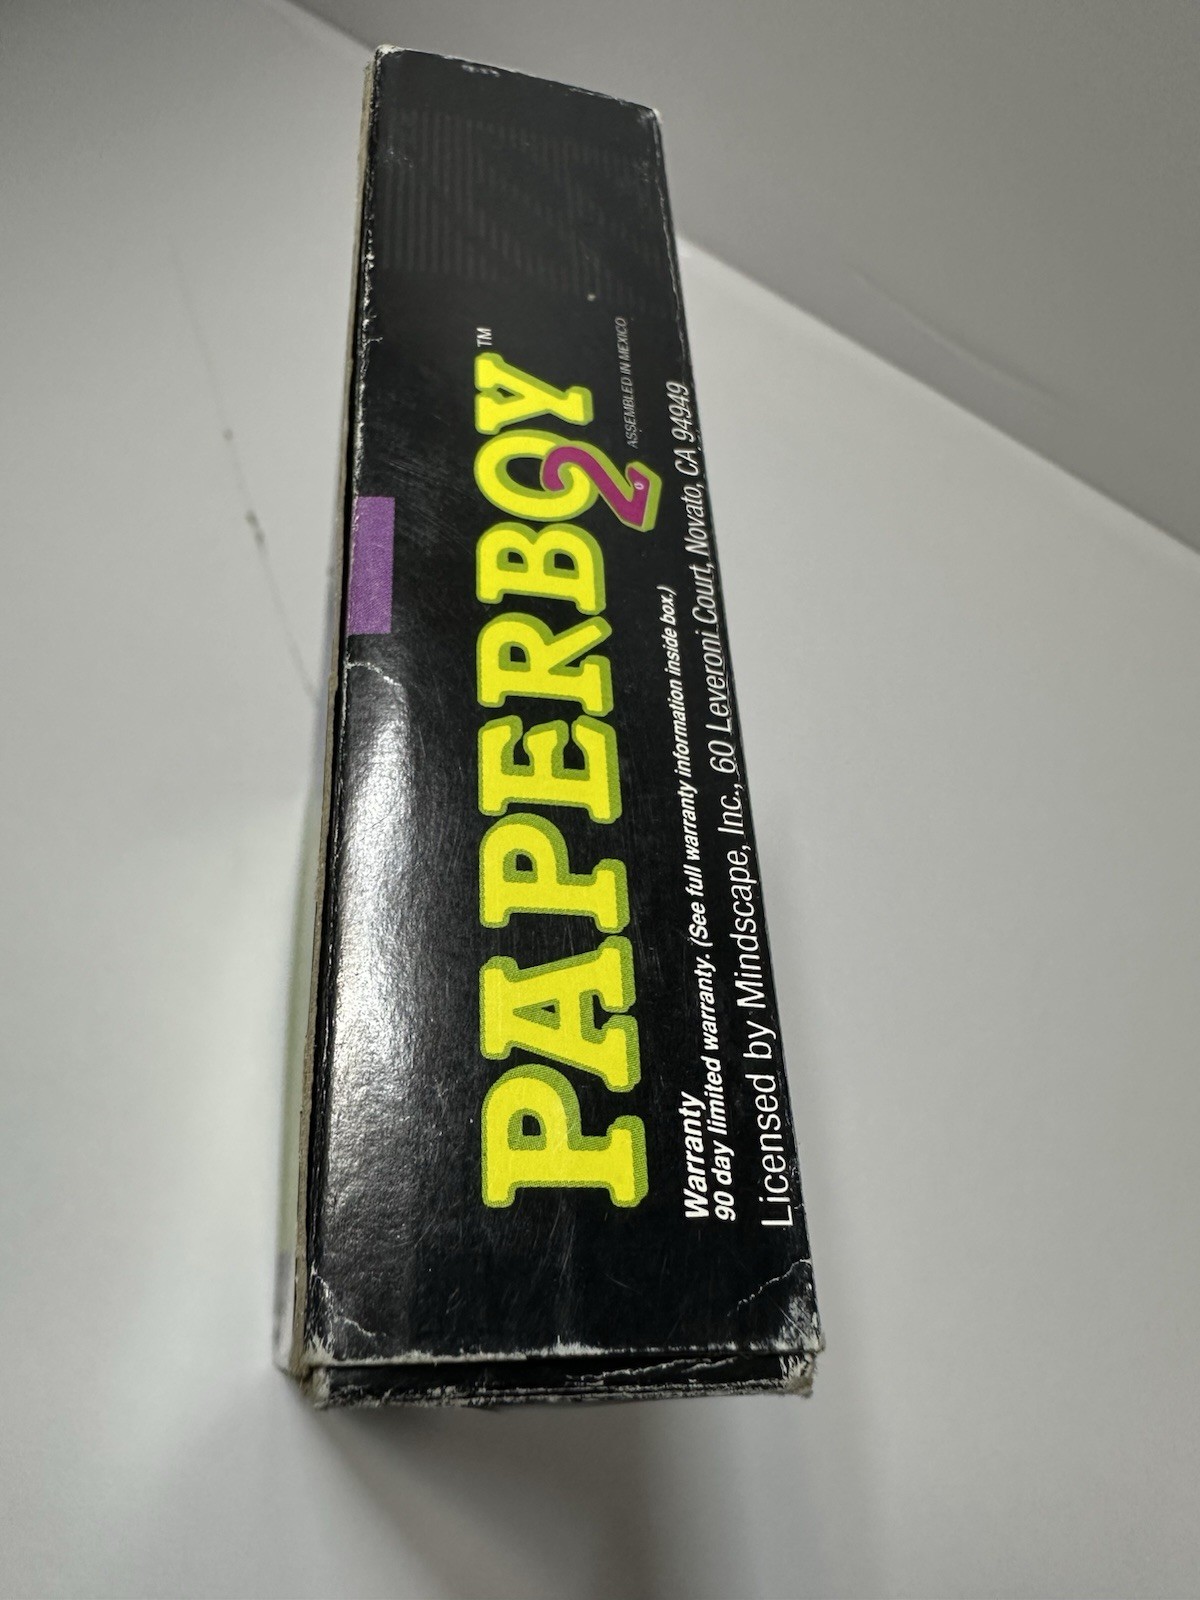 PAPERBOY™
2
ASSEMBLED IN MEXICO
Warranty
90 day limited warranty. (See full warranty information inside box.)
Licensed by Mindscape, Inc., 60 Leveroni Court, Novato, CA 94949